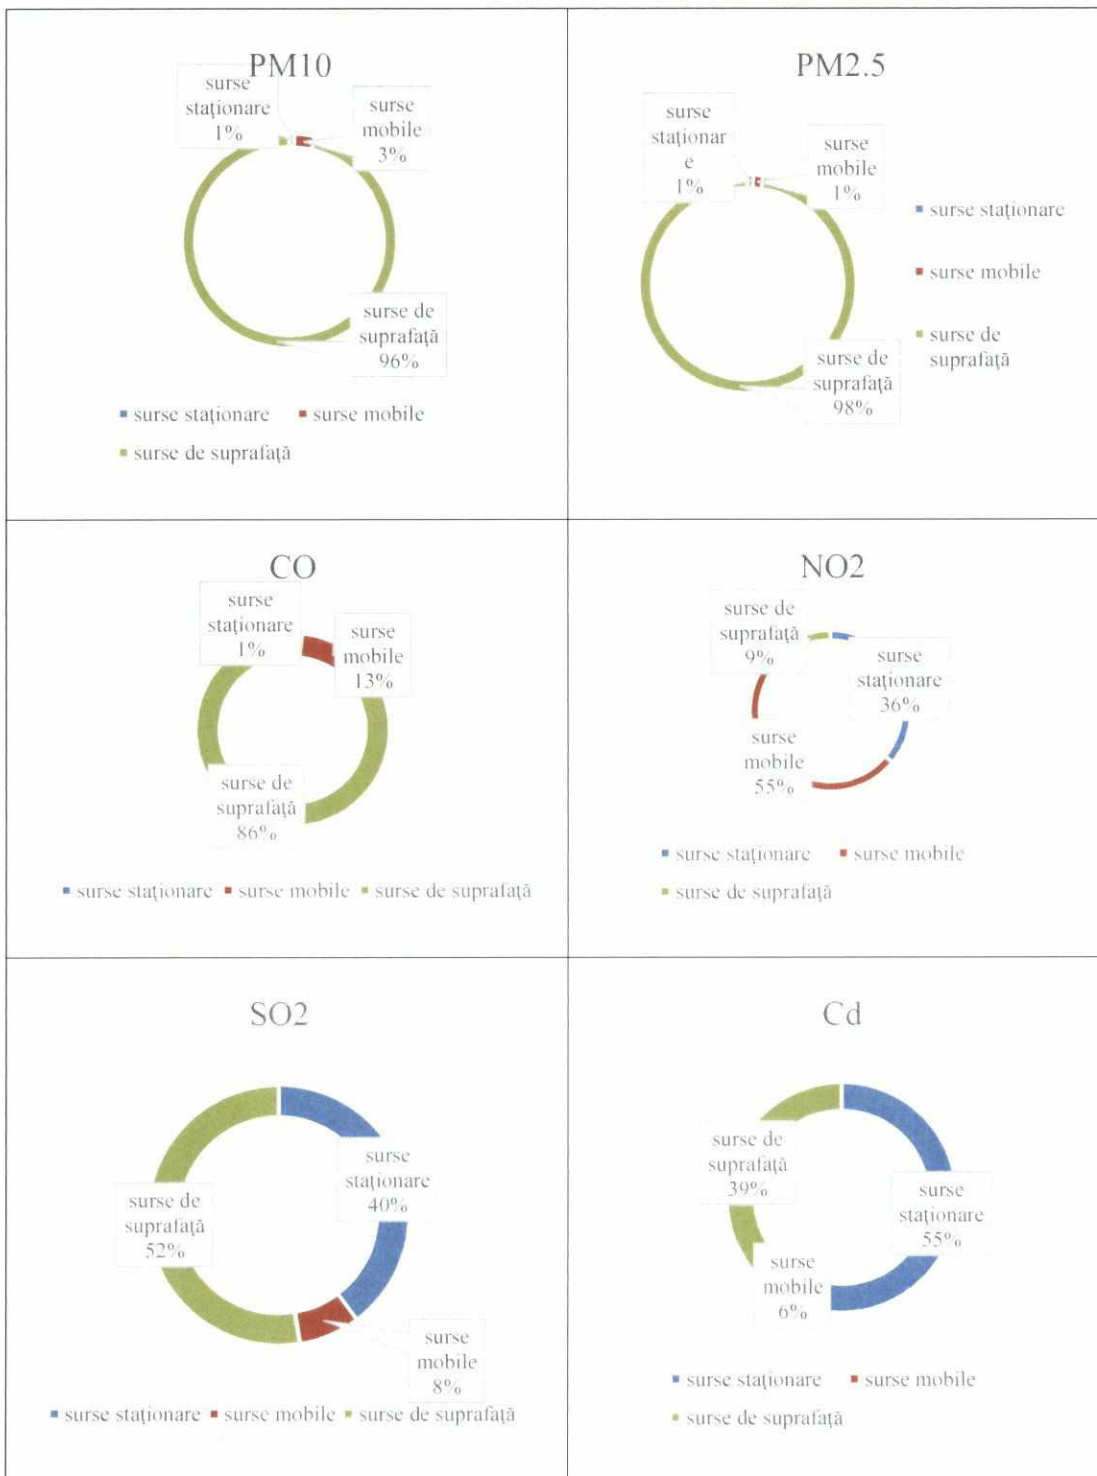 PM10
surse
staționare
1%
surse
mobile
3%
surse de
suprafață
96%
surse staționare surse mobile
surse de suprafață
PM2.5
surse
staționar
e
1%
surse
mobile
1%
surse de
suprafață
98%
surse staționare
surse mobile
surse de
suprafață
CO
surse
staționare
1%
surse
mobile
13%
surse de
suprafață
86%
surse staționare surse mobile surse de suprafață
NO2
surse de
suprafață
9%
surse
staționare
36%
surse
mobile
55%
surse staționare surse mobile
surse de suprafață
SO2
surse
staționare
40%
surse de
suprafață
52%
surse
mobile
8%
surse staționare surse mobile surse de suprafață
Cd
surse de
suprafață
39%
surse
staționare
55%
surse
mobile
6%
surse staționare surse mobile
surse de suprafață